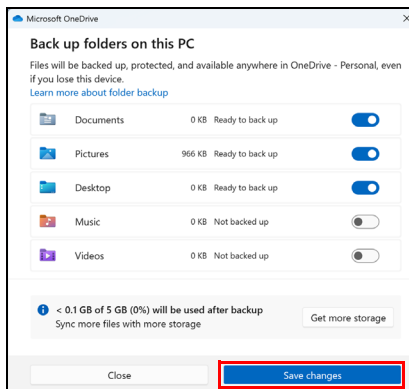 Microsoft OneDrive
Back up folders on this PC
Files will be backed up, protected, and available anywhere in OneDrive - Personal, even
if you lose this device.
Learn more about folder backup
Documents 0 KB Ready to back up
Pictures 966 KB Ready to back up
Desktop 0 KB Ready to back up
Music 0 KB Not backed up
Videos 0 KB Not backed up
< 0.1 GB of 5 GB (0%) will be used after backup
Sync more files with more storage
Get more storage
Close
Save changes